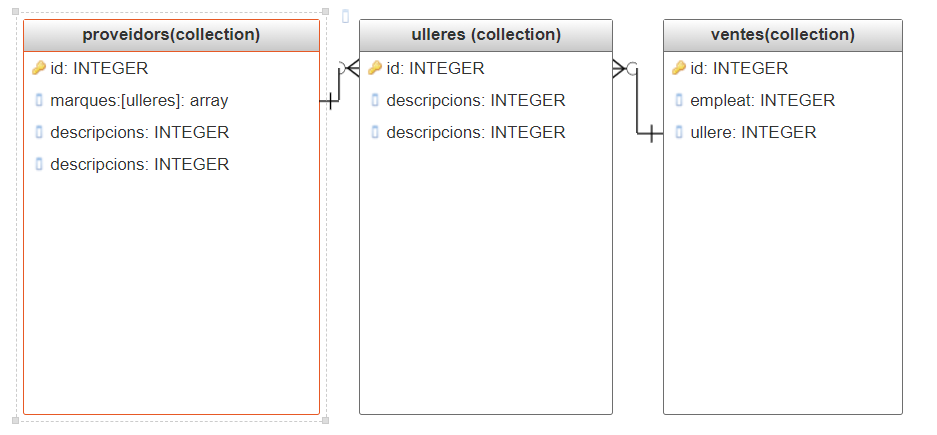 proveidors(collection)
id: INTEGER
marques:[ulleres]: array
descripcions: INTEGER
descripcions: INTEGER
ulleres (collection)
id: INTEGER
descripcions: INTEGER
descripcions: INTEGER
ventes(collection)
id: INTEGER
empleat: INTEGER
ullere: INTEGER